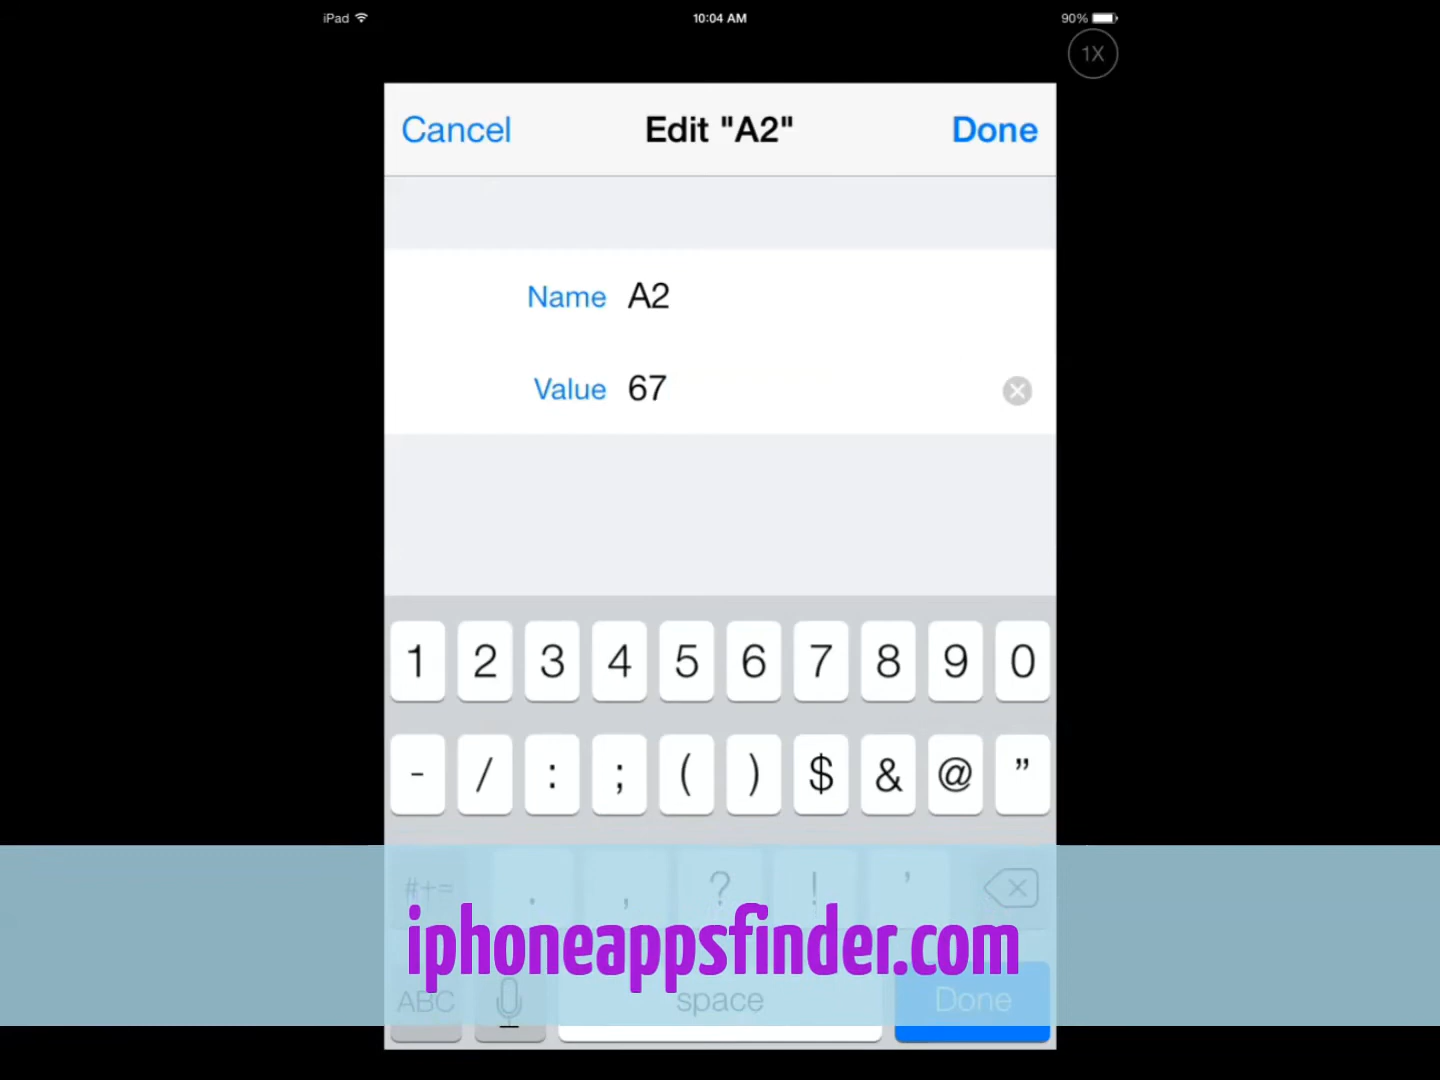 iPad 10:04 AM 90%
1X
Cancel Edit "A2" Done
Name A2
Value 67
1 2 3 4 5 6 7 8 9 0
- / : ; ( ) $ & @ ”
#+= . , ? ! ’
iphoneappsfinder.com
ABC space Done